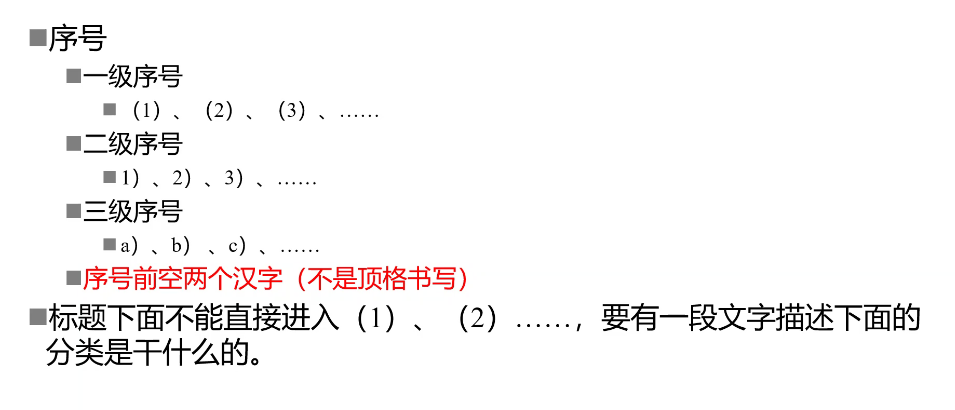 ■序号
■一级序号
■（1）、（2）、（3）、……
■二级序号
■1）、2）、3）、……
■三级序号
■a）、b） 、c）、……
■序号前空两个汉字（不是顶格书写）
■标题下面不能直接进入（1）、（2）……，要有一段文字描述下面的
分类是干什么的。